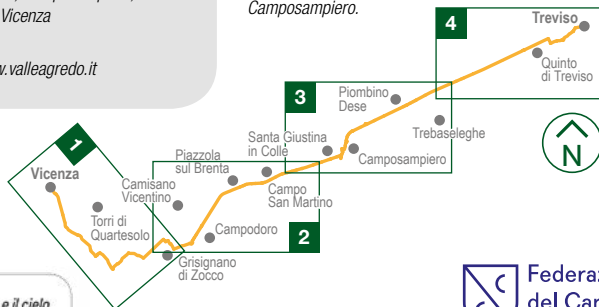 Vicenza
w.valleagredo.it
Camposampiero.
4
Treviso
Quinto
di Treviso
3
Piombino
Dese
Trebaseleghe
Santa Giustina
in Colle
Camposampiero
N
1
Vicenza
Piazzola
sul Brenta
Camisano
Vicentino
Campo
San Martino
Torri di
Quartesolo
Campodoro
2
Grisignano
di Zocco
e il cielo
Federaz
del Car